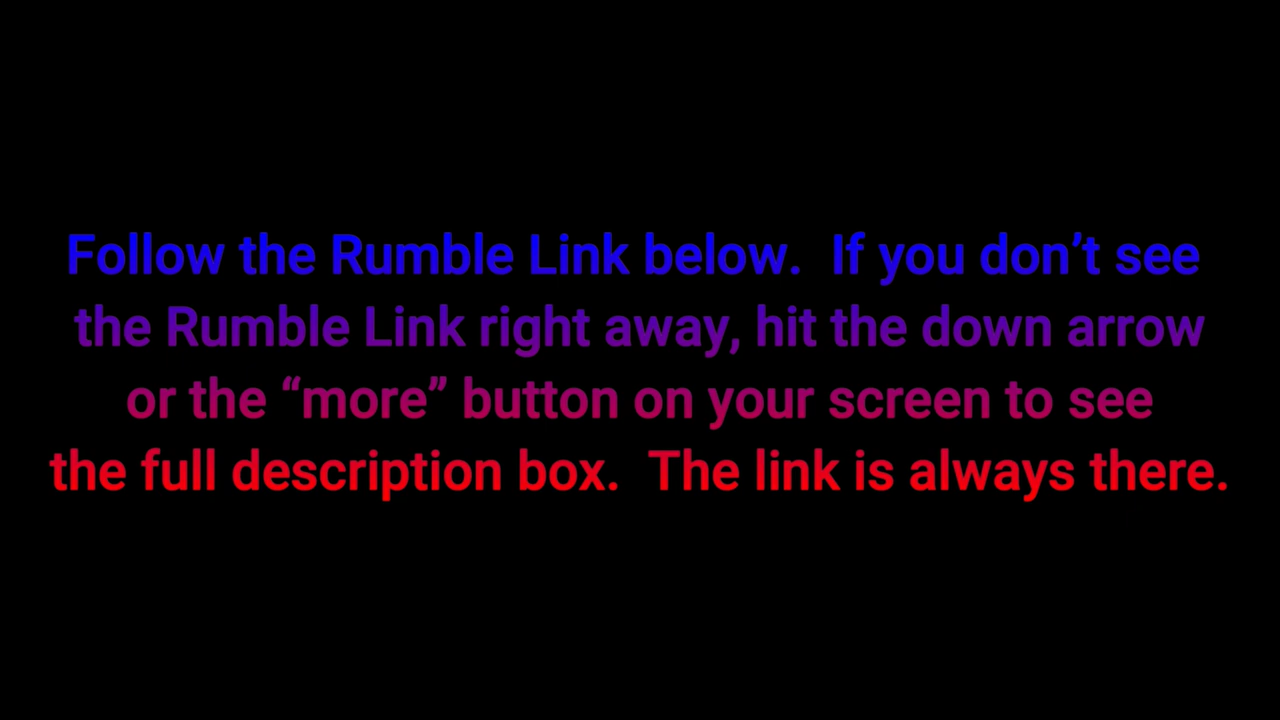 Follow the Rumble Link below.  If you don’t see
the Rumble Link right away, hit the down arrow
or the “more” button on your screen to see
the full description box.  The link is always there.